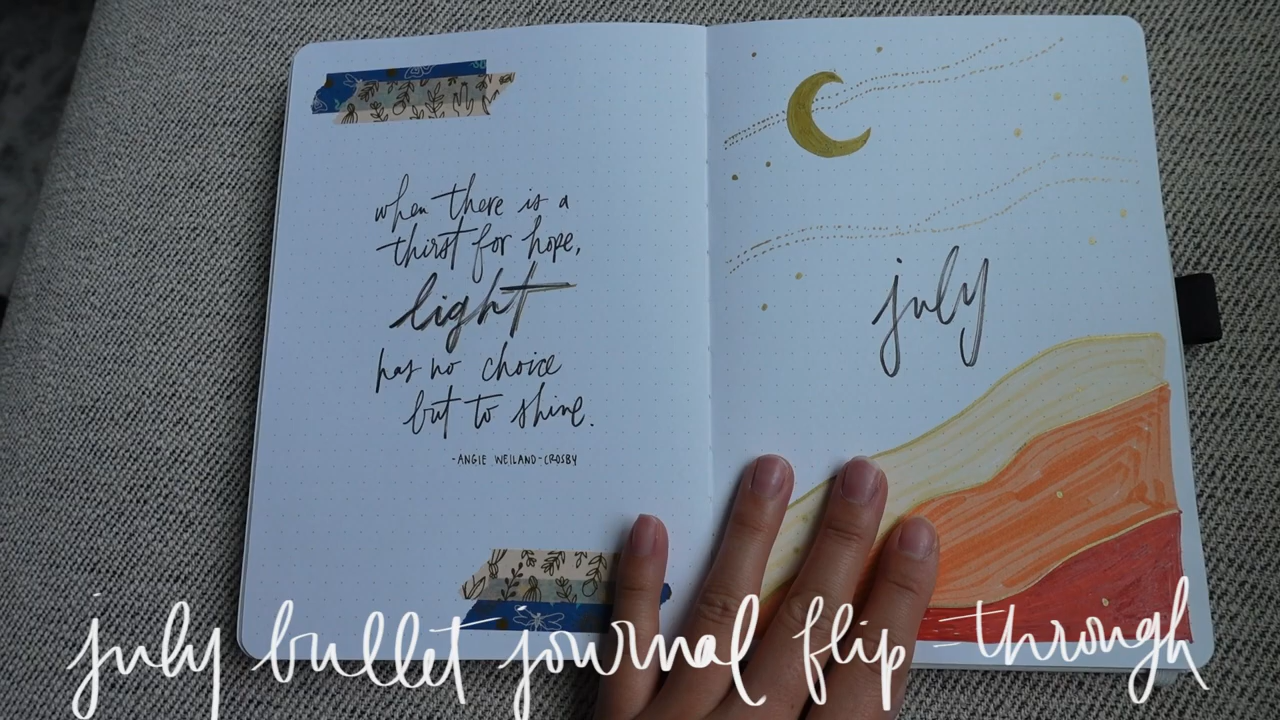 when there is a
thirst for hope,
light
has no choice
but to shine.
-ANGIE WEILAND-CROSBY
july
july bullet journal flip-through